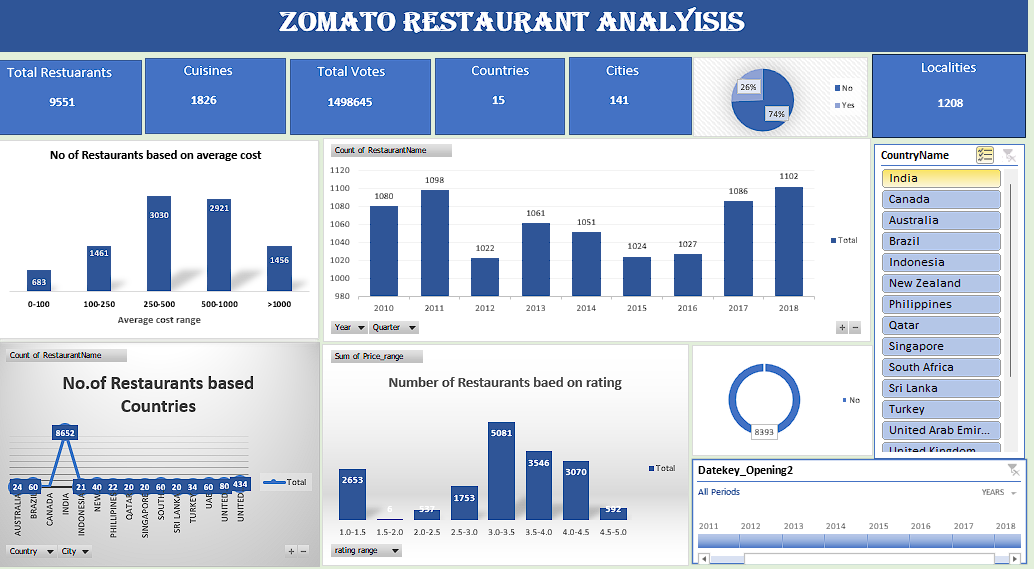 ZOMATO RESTAURANT ANALYISIS
Total Restuarants
9551
Cuisines
1826
Total Votes
1498645
Countries
15
Cities
141
26%
74%
No
Yes
Localities
1208
No of Restaurants based on average cost
683
1461
3030
2921
1456
0-100 100-250 250-500 500-1000 >1000
Average cost range
Count of RestaurantName
1120
1100
1080
1060
1040
1020
1000
980
1080
1098
1022
1061
1051
1024
1027
1086
1102
2010 2011 2012 2013 2014 2015 2016 2017 2018
Total
Year Quarter
+ −
CountryName
India
Canada
Australia
Brazil
Indonesia
New Zealand
Philippines
Qatar
Singapore
South Africa
Sri Lanka
Turkey
United Arab Emir...
United Kingdom
Count of RestaurantName
No.of Restaurants based
Countries
8652
24 60 21 40 22 20 20 60 20 34 60 80 434
AUSTRALIA
BRAZIL
CANADA
INDIA
INDONESIA
NEW
PHILLIPINES
QATAR
SINGAPORE
SOUTH
SRI LANKA
TURKEY
UAE
UNITED
UNITED
Total
Country City
+ −
Sum of Price_range
Number of Restaurants baed on rating
2653
6
1753
5081
3546
3070
592
1.0-1.5 1.5-2.0 2.0-2.5 2.5-3.0 3.0-3.5 3.5-4.0 4.0-4.5 4.5-5.0
Total
rating range
8393
No
Datekey_Opening2
All Periods
YEARS
2011 2012 2013 2014 2015 2016 2017 2018